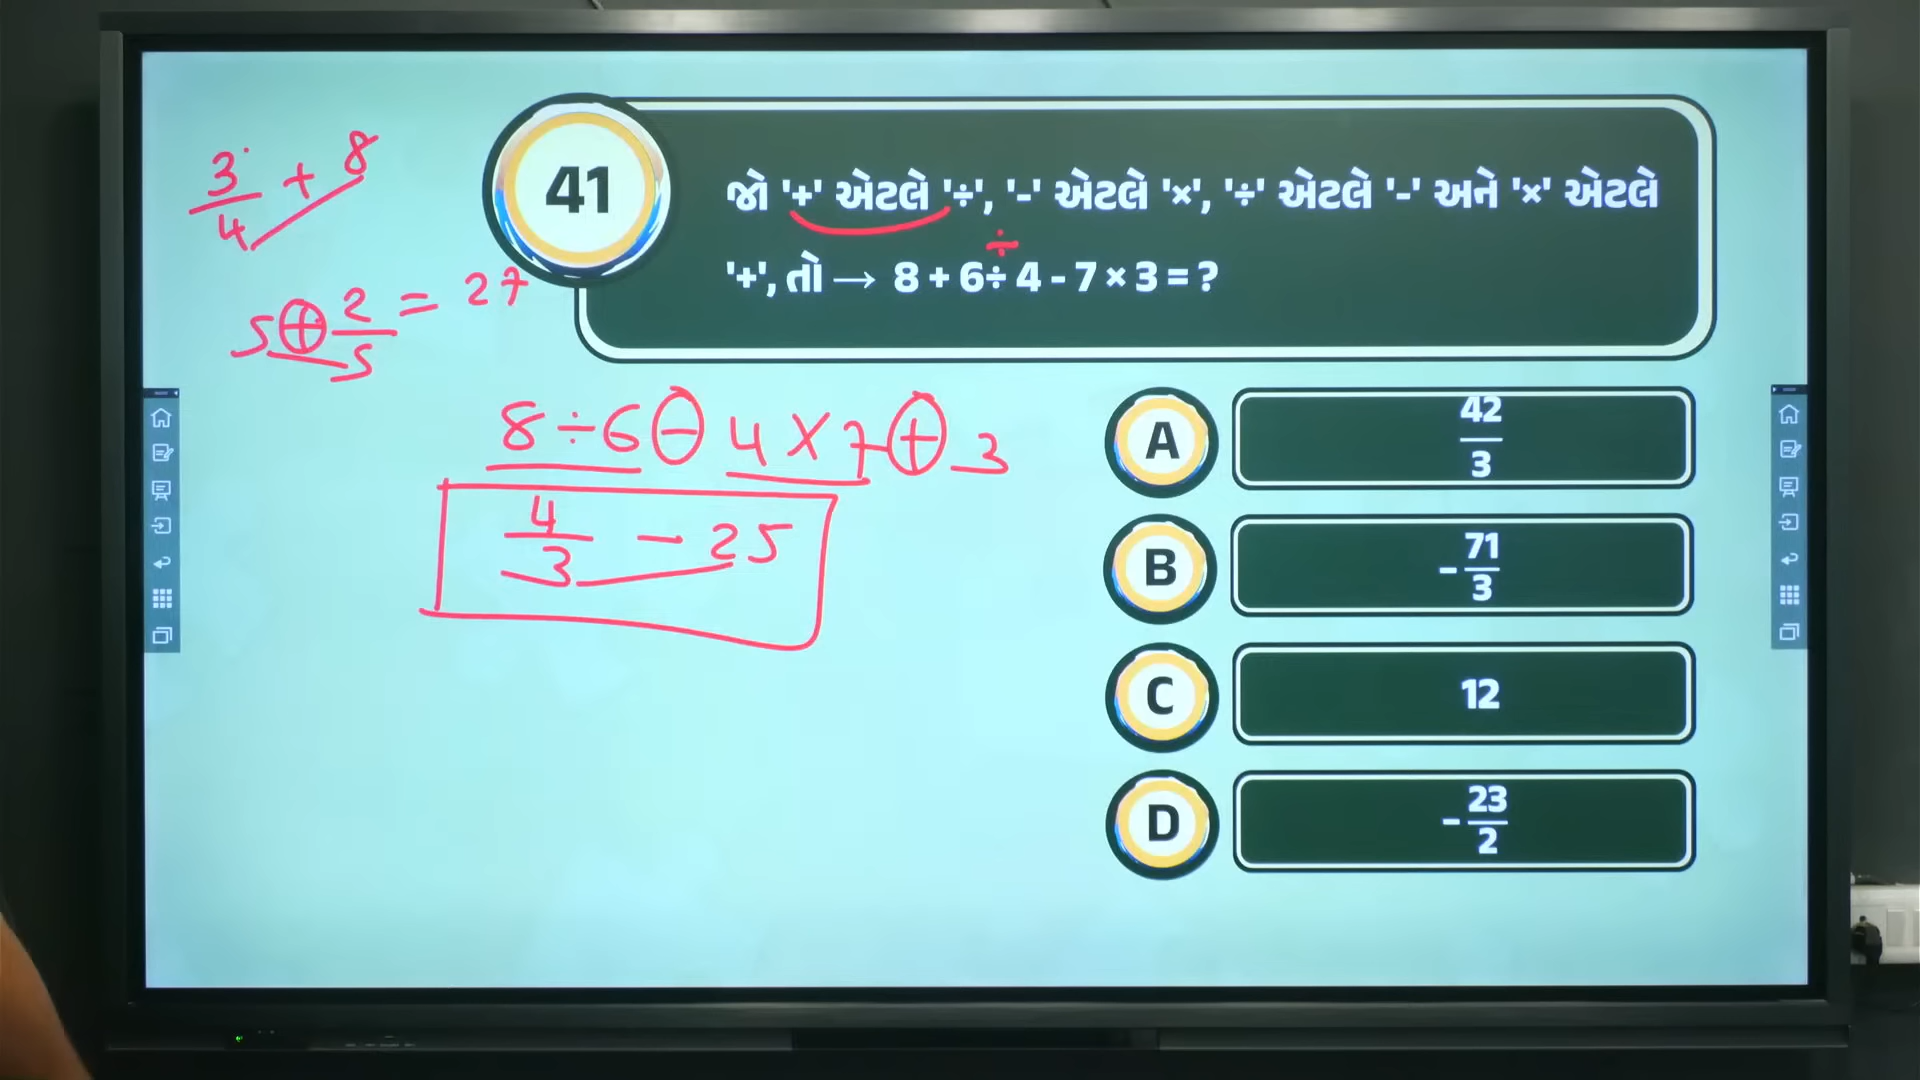 41
જો '+' એટલે '÷', '-' એટલે '×', '÷' એટલે '-' અને '×' એટલે
'+', તો → 8 + 6 ÷ 4 - 7 × 3 = ?
÷
3/4 + 8
5 + 2/5 = 27
8 ÷ 6 - 4 × 7 + 3
4/3 - 25
A 42/3
B -71/3
C 12
D -23/2